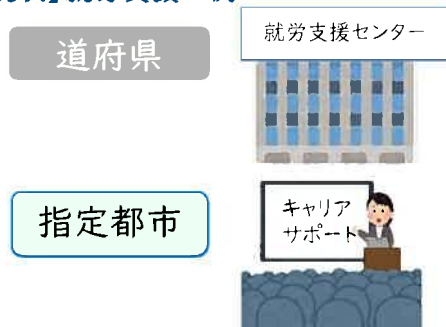 道府県
就労支援センター
指定都市
キャリア
サポート